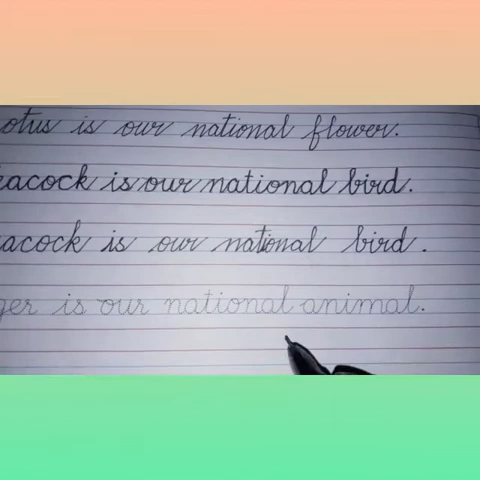 otus is our national flower.
eacock is our national bird.
acock is our national bird.
ger is our national animal.